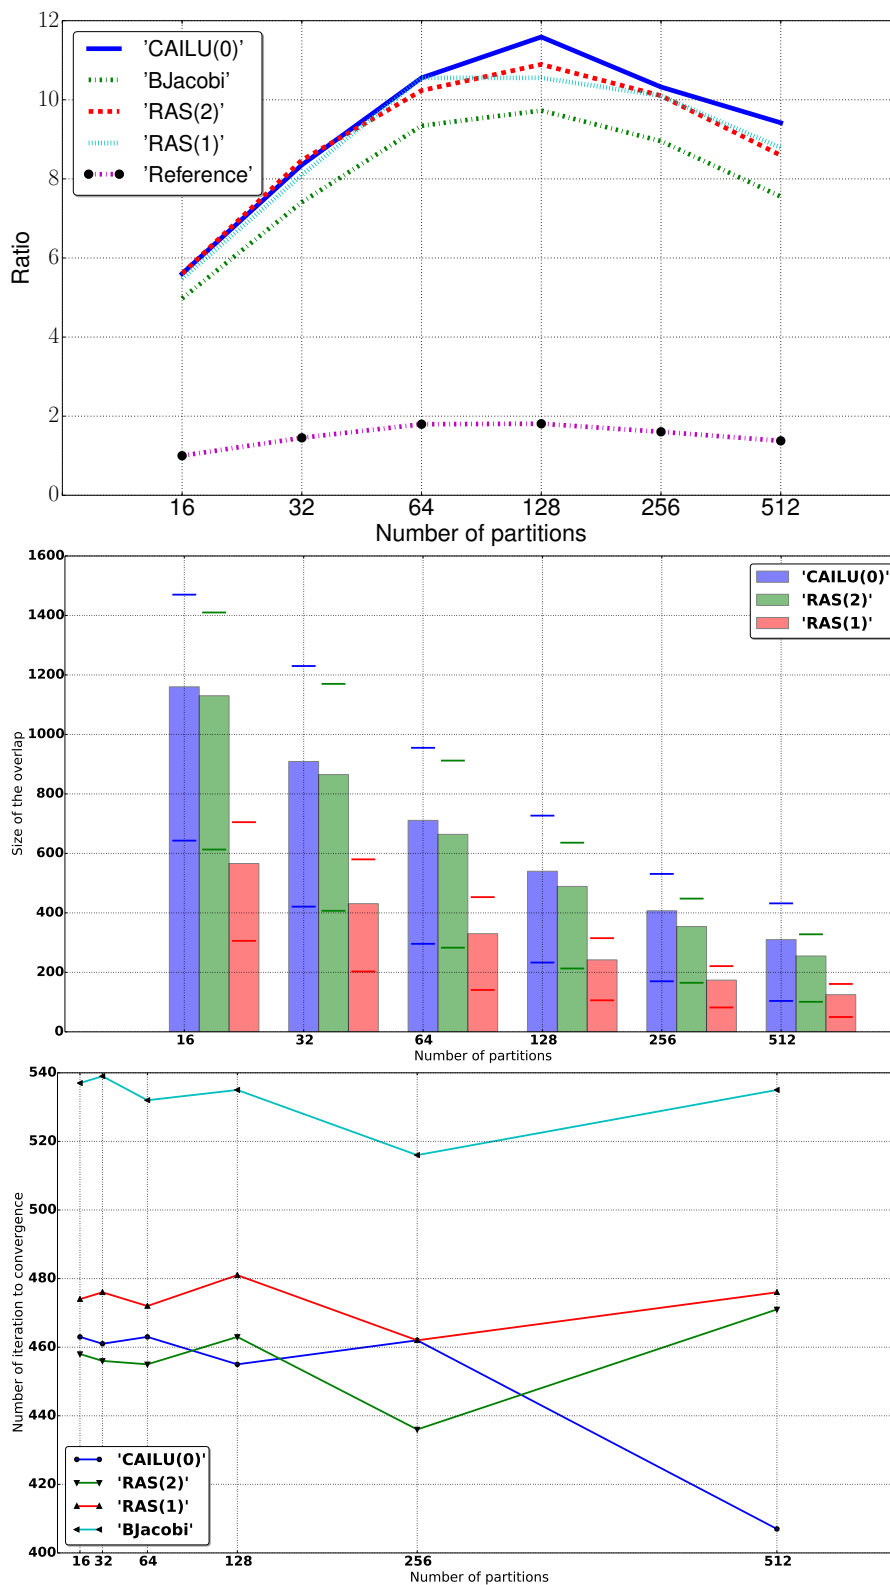 12
10
8
6
4
2
0
Ratio
'CAILU(0)'
'BJacobi'
'RAS(2)'
'RAS(1)'
'Reference'
16 32 64 128 256 512
Number of partitions
1600
1400
1200
1000
800
600
400
200
0
Size of the overlap
'CAILU(0)'
'RAS(2)'
'RAS(1)'
16 32 64 128 256 512
Number of partitions
540
520
500
480
460
440
420
400
Number of iteration to convergence
'CAILU(0)'
'RAS(2)'
'RAS(1)'
'BJacobi'
16 32 64 128 256 512
Number of partitions